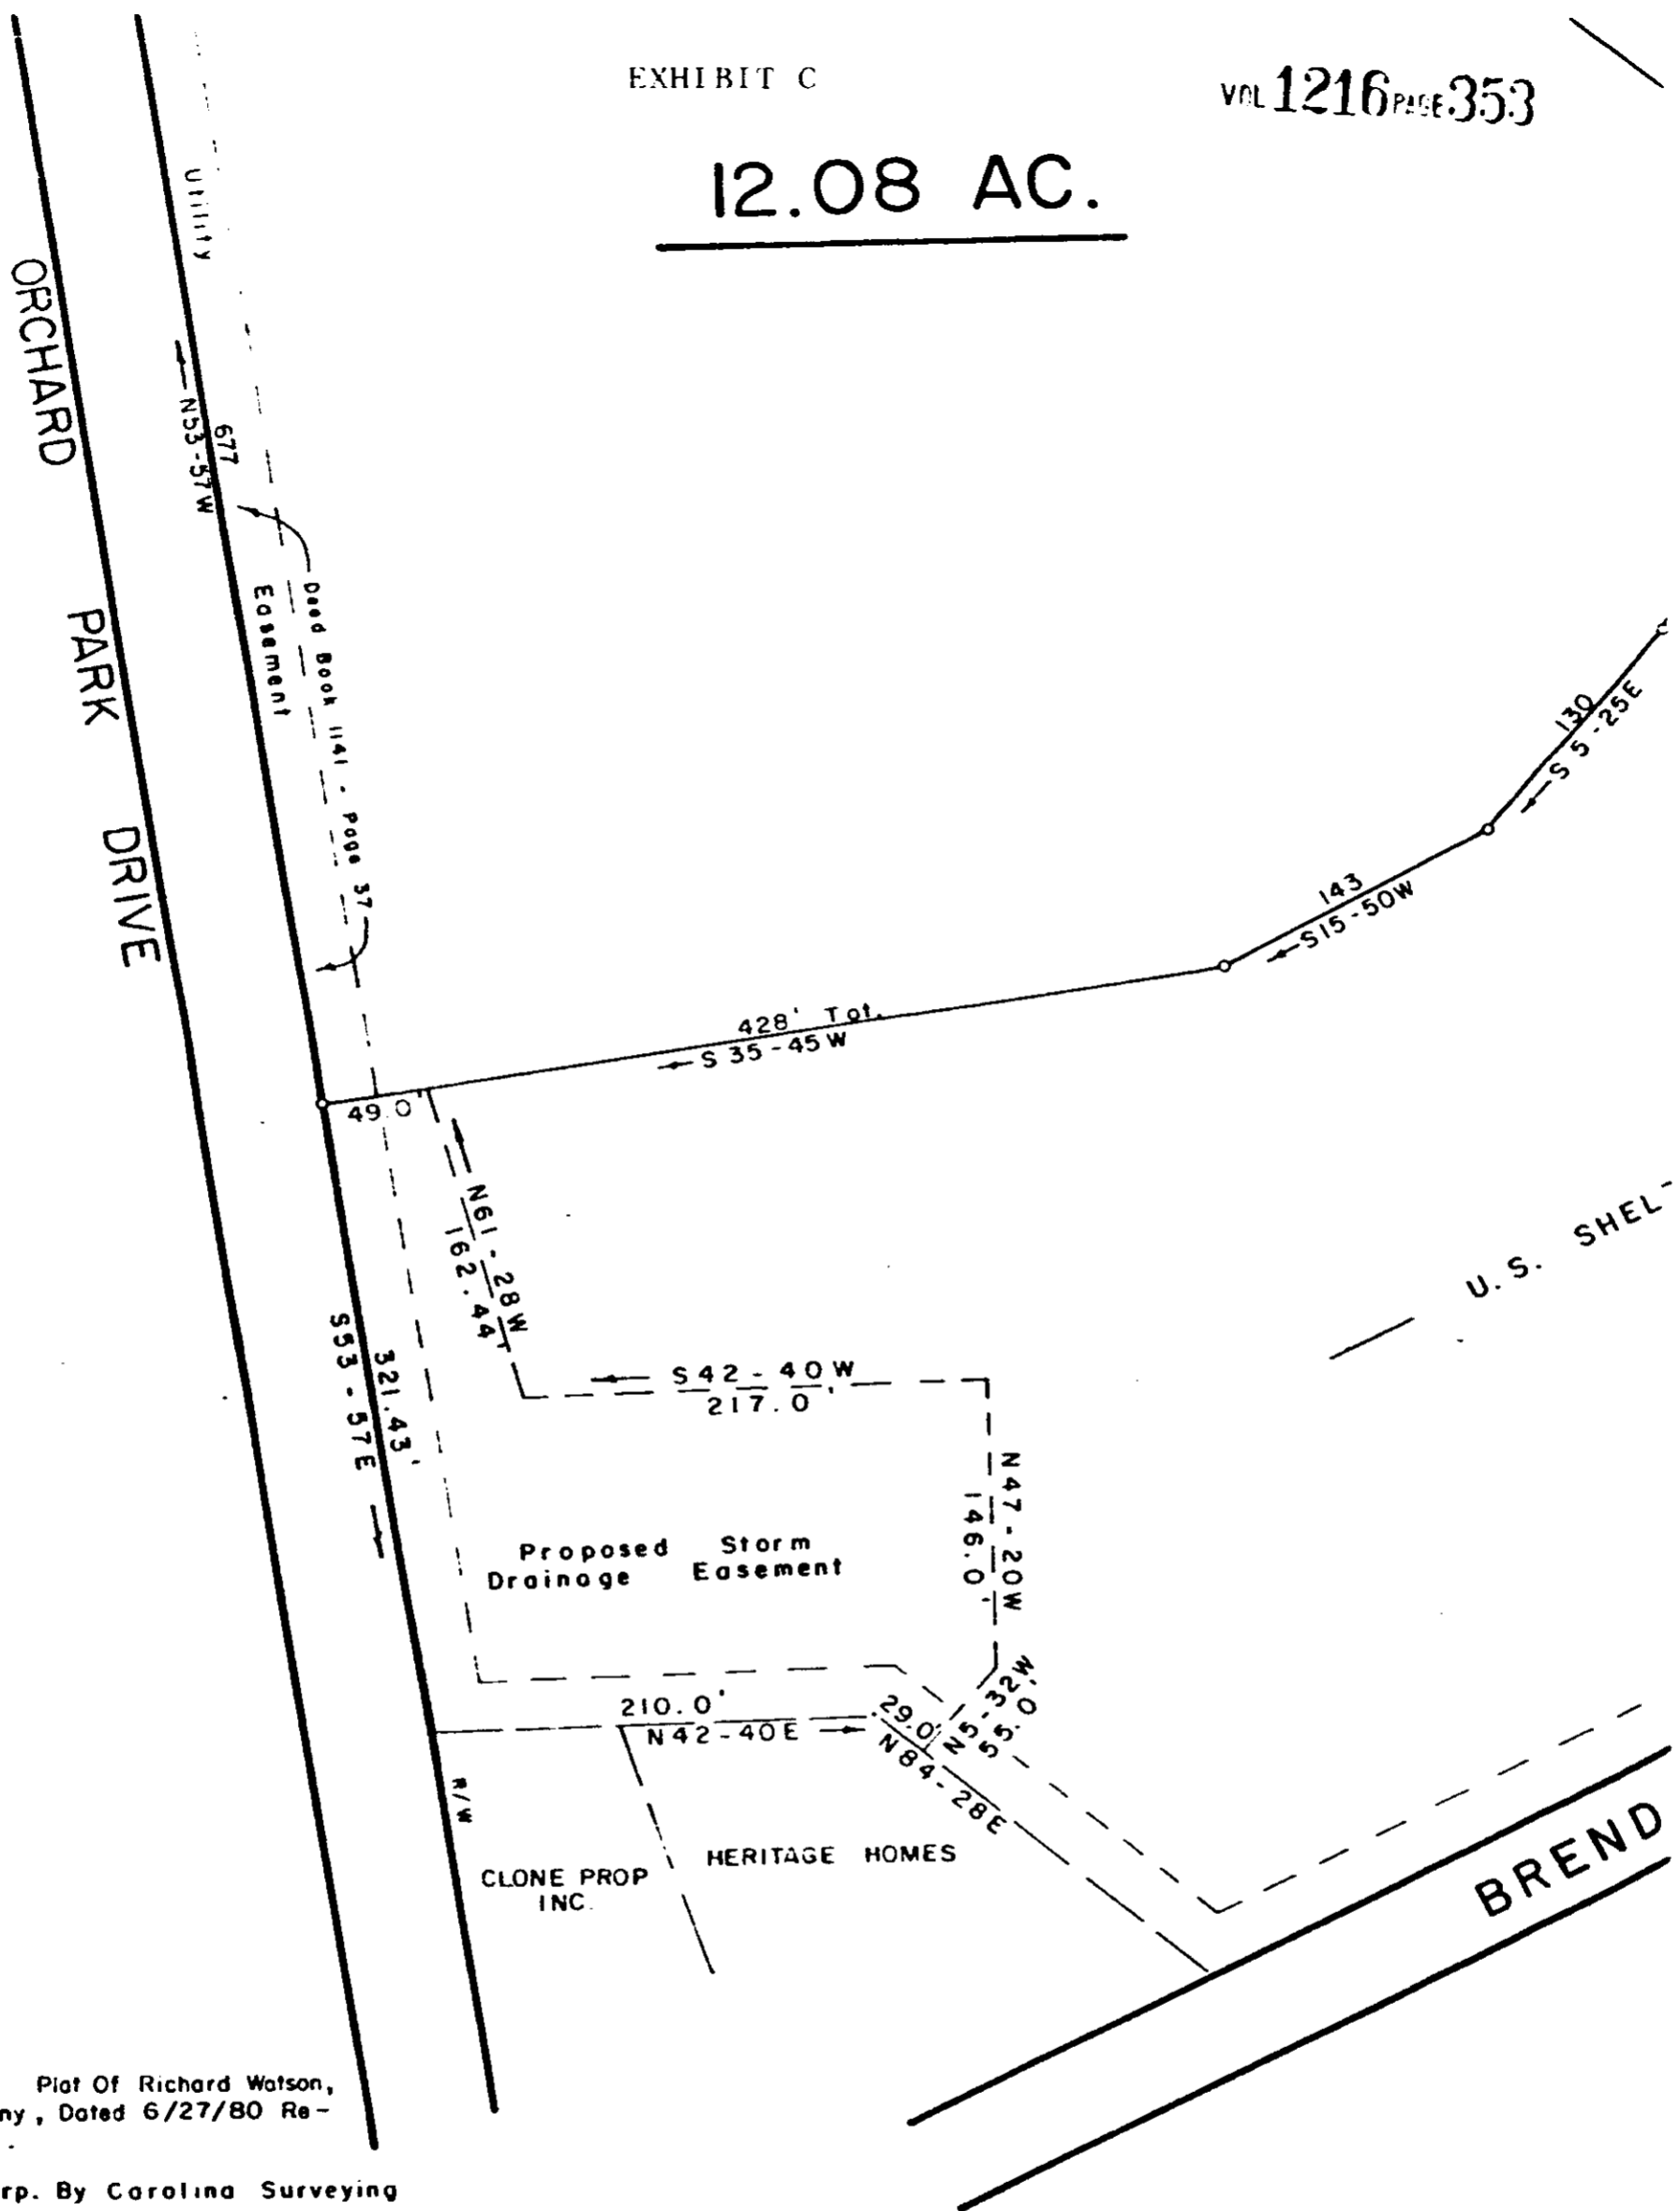 EXHIBIT C
VOL 1216 PAGE 353
12.08 AC.
ORCHARD PARK DRIVE
Utility
Easement
677
N53-57W
Deed Book 1141 - Page 37
130
S 5-25E
143
S15-50W
428' Tot.
S 35-45W
49.0'
N61-28W
162.44'
U.S. SHEL
S42-40W
217.0'
321.43'
S53-57E
N47-20W
146.0'
Proposed Storm
Drainage Easement
N5-32W
55.0'
210.0'
N42-40E
29.0'
N84-28E
R/W
CLONE PROP
INC.
HERITAGE HOMES
BREND
Plat Of Richard Watson,
ny, Dated 6/27/80 Re-
rp. By Carolina Surveying